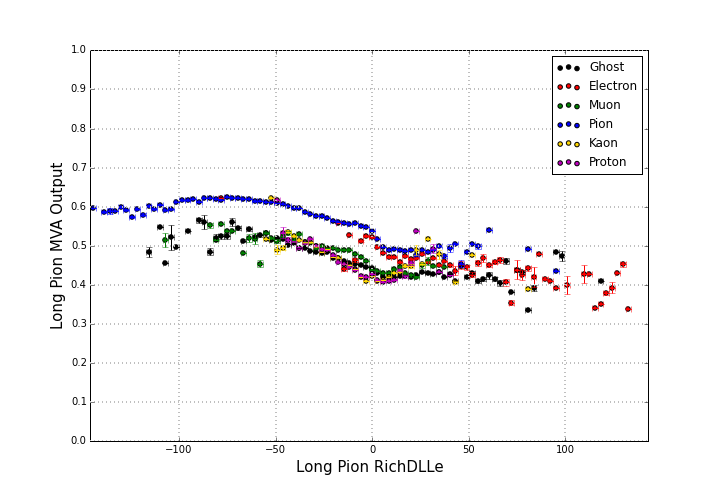 1.0
0.9
0.8
0.7
0.6
0.5
0.4
0.3
0.2
0.1
0.0
Long Pion MVA Output
Ghost
Electron
Muon
Pion
Kaon
Proton
−100 −50 0 50 100
Long Pion RichDLLe